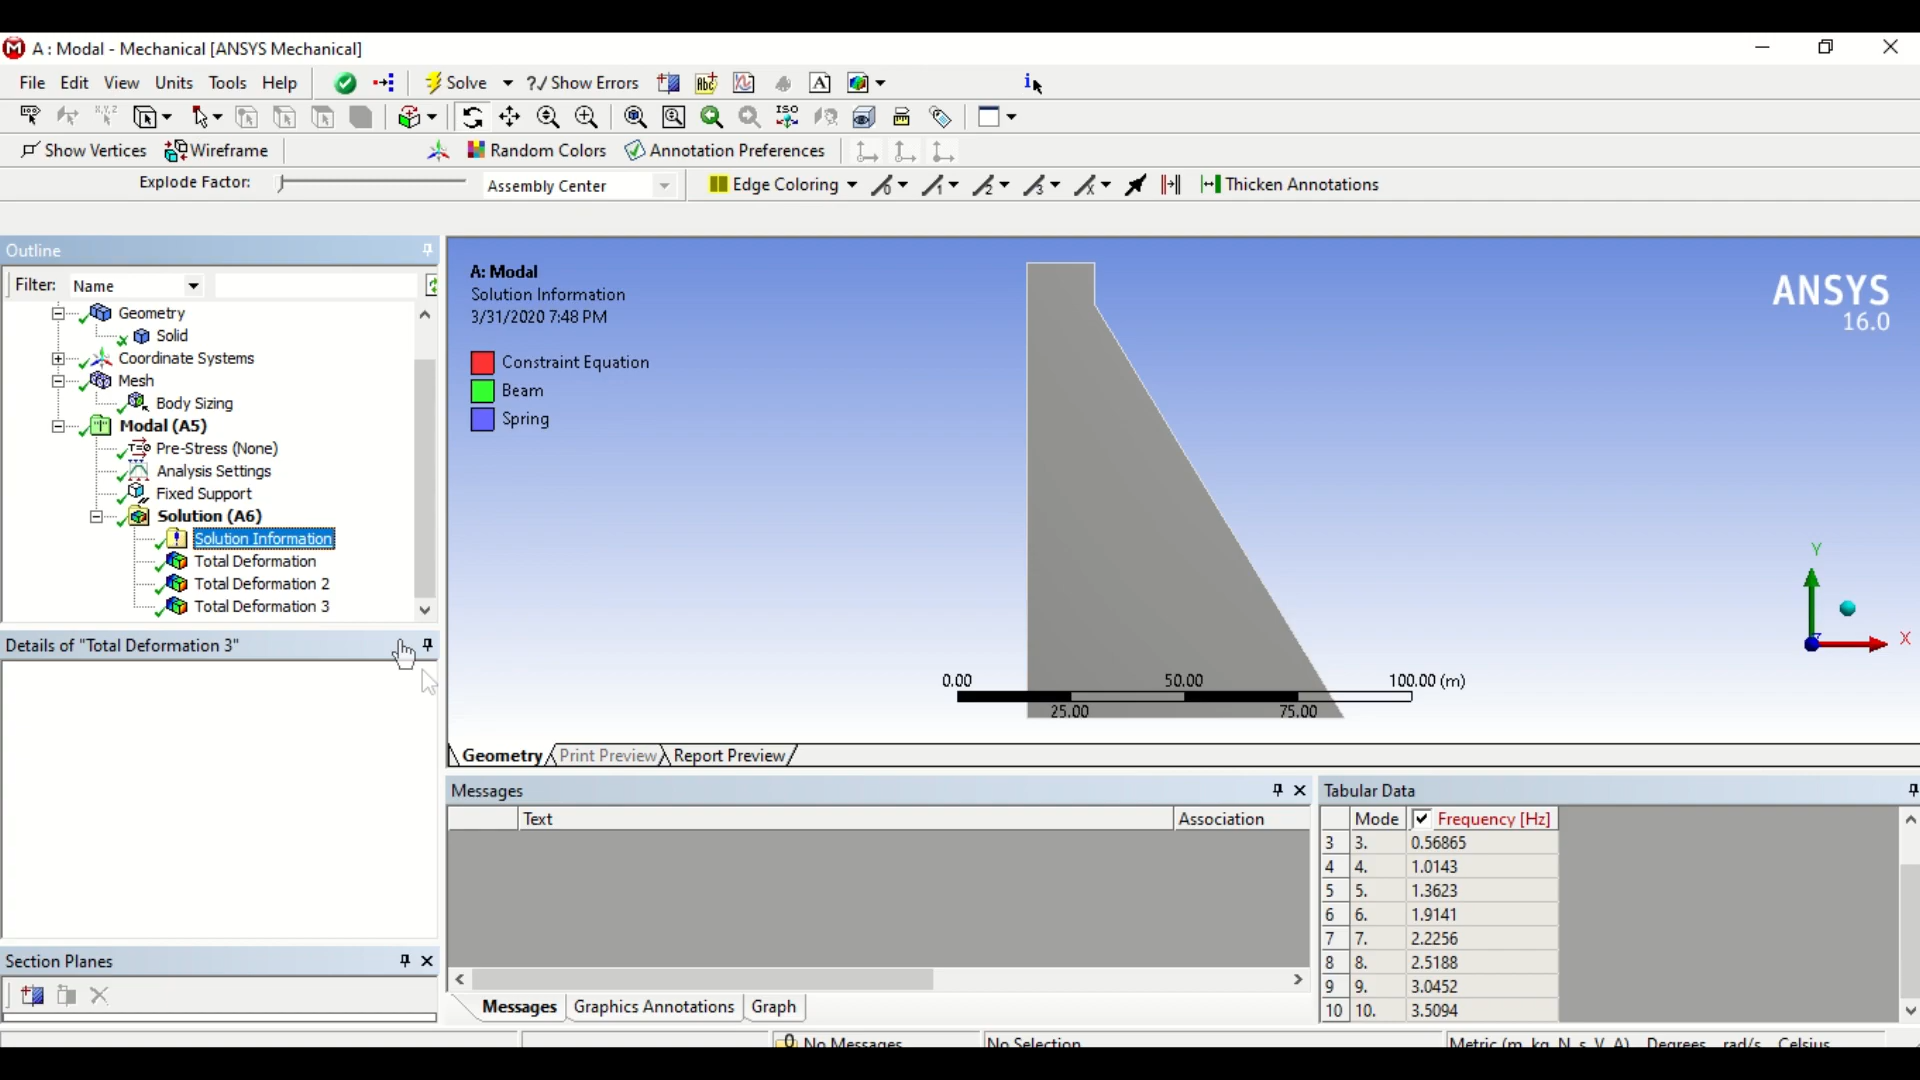 A : Modal - Mechanical [ANSYS Mechanical]
File Edit View Units Tools Help Solve ?/ Show Errors
Show Vertices Wireframe Random Colors Annotation Preferences
Explode Factor: Assembly Center Edge Coloring Thicken Annotations
Outline
Filter: Name
Geometry
Solid
Coordinate Systems
Mesh
Body Sizing
Modal (A5)
Pre-Stress (None)
Analysis Settings
Fixed Support
Solution (A6)
Solution Information
Total Deformation
Total Deformation 2
Total Deformation 3
Details of "Total Deformation 3"
Section Planes
A: Modal
Solution Information
3/31/2020 7:48 PM
Constraint Equation
Beam
Spring
ANSYS
16.0
Y
X
0.00 50.00 100.00 (m)
25.00 75.00
Geometry Print Preview Report Preview
Messages
Text Association
Messages Graphics Annotations Graph
Tabular Data
Mode Frequency [Hz]
3 3. 0.56865
4 4. 1.0143
5 5. 1.3623
6 6. 1.9141
7 7. 2.2256
8 8. 2.5188
9 9. 3.0452
10 10. 3.5094
No Messages No Selection Metric (m, kg, N, s, V, A) Degrees rad/s Celsius